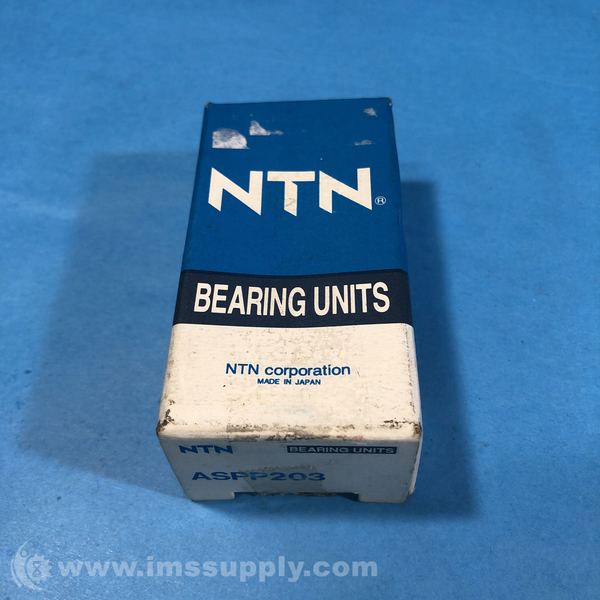 NTN®
BEARING UNITS
NTN corporation
MADE IN JAPAN
NTN BEARING UNITS
ASPP203
© www.imssupply.com